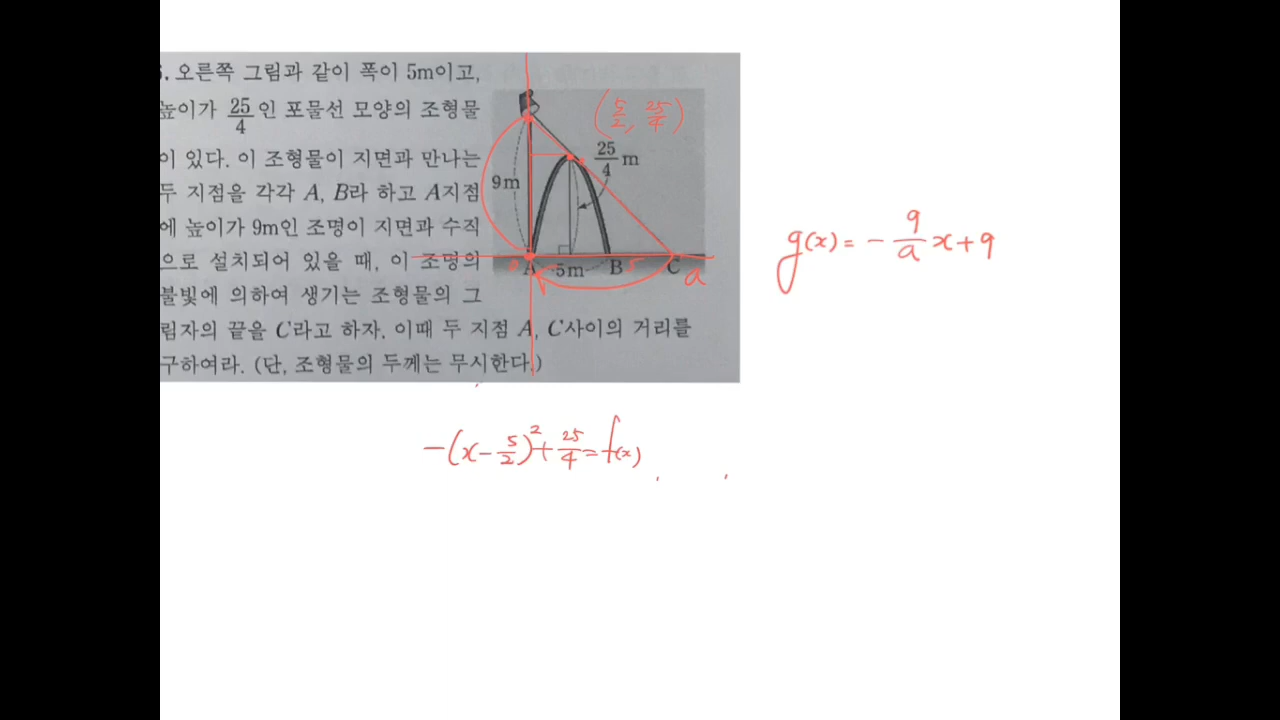 6. 오른쪽 그림과 같이 폭이 5m이고,
높이가 25/4인 포물선 모양의 조형물
이 있다. 이 조형물이 지면과 만나는
두 지점을 각각 A, B라 하고 A지점
에 높이가 9m인 조명이 지면과 수직
으로 설치되어 있을 때, 이 조명의
불빛에 의하여 생기는 조형물의 그
림자의 끝을 C라고 하자. 이때 두 지점 A, C사이의 거리를
구하여라. (단, 조형물의 두께는 무시한다.)
(5/2, 25/4)
25/4 m
9m
0 A 5m B 5 C a
g(x) = -9/a x + 9
-(x - 5/2)² + 25/4 = f(x)